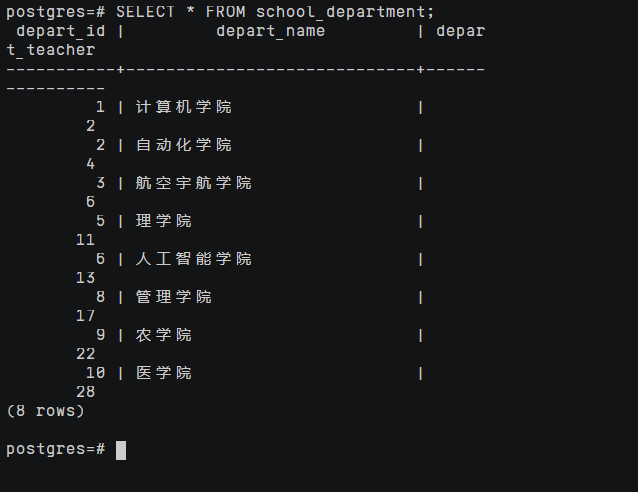 postgres=# SELECT * FROM school_department;
 depart_id |         depart_name         | depar
t_teacher
-----------+-----------------------------+------
----------
         1 | 计算机学院                   |
        2
         2 | 自动化学院                   |
        4
         3 | 航空宇航学院                 |
        6
         5 | 理学院                       |
       11
         6 | 人工智能学院                 |
       13
         8 | 管理学院                     |
       17
         9 | 农学院                       |
       22
        10 | 医学院                       |
       28
(8 rows)
postgres=#